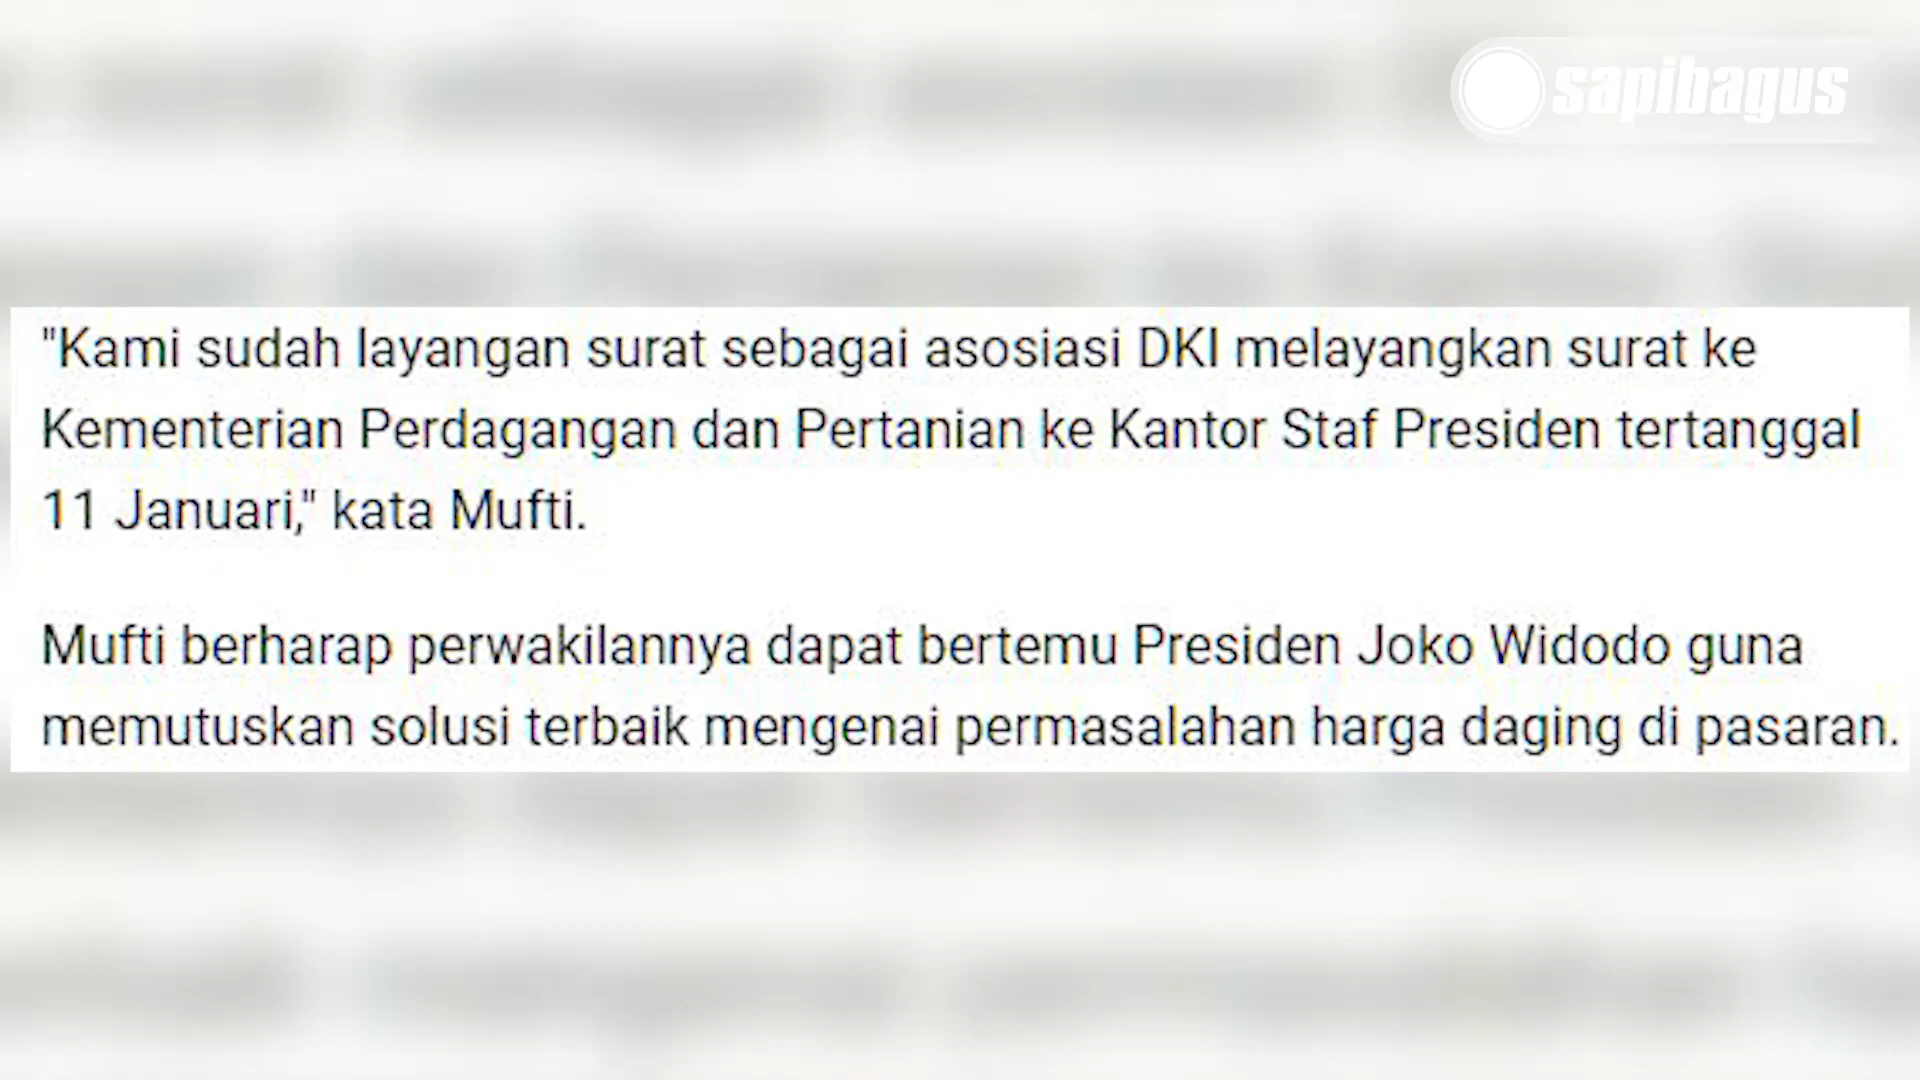 sapibagus
"Kami sudah layangan surat sebagai asosiasi DKI melayangkan surat ke
Kementerian Perdagangan dan Pertanian ke Kantor Staf Presiden tertanggal
11 Januari," kata Mufti.
Mufti berharap perwakilannya dapat bertemu Presiden Joko Widodo guna
memutuskan solusi terbaik mengenai permasalahan harga daging di pasaran.